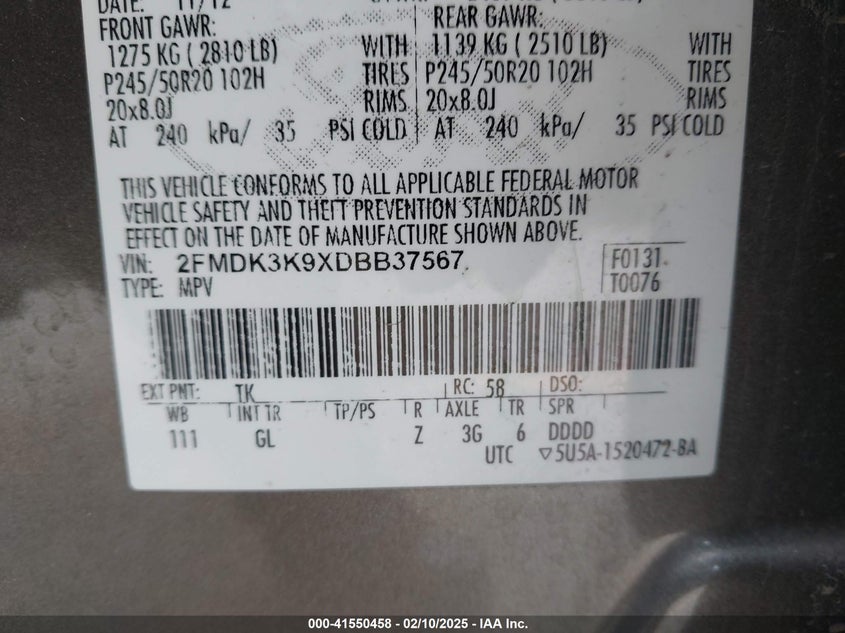 DATE: 11/12
FRONT GAWR: REAR GAWR:
1275 KG ( 2810 LB) WITH 1139 KG ( 2510 LB) WITH
P245/50R20 102H TIRES P245/50R20 102H TIRES
20x8.0J RIMS 20x8.0J RIMS
AT 240 kPa/ 35 PSI COLD AT 240 kPa/ 35 PSI COLD
THIS VEHICLE CONFORMS TO ALL APPLICABLE FEDERAL MOTOR
VEHICLE SAFETY AND THEFT PREVENTION STANDARDS IN
EFFECT ON THE DATE OF MANUFACTURE SHOWN ABOVE.
VIN: 2FMDK3K9XDBB37567 F0131
TYPE: MPV T0076
EXT PNT: TK RC: 58 DSO:
WB INT TR TP/PS R AXLE TR SPR
111 GL Z 3G 6 DDDD
UTC ▽5U5A-1520472-BA
000-41550458 - 02/10/2025 - IAA Inc.